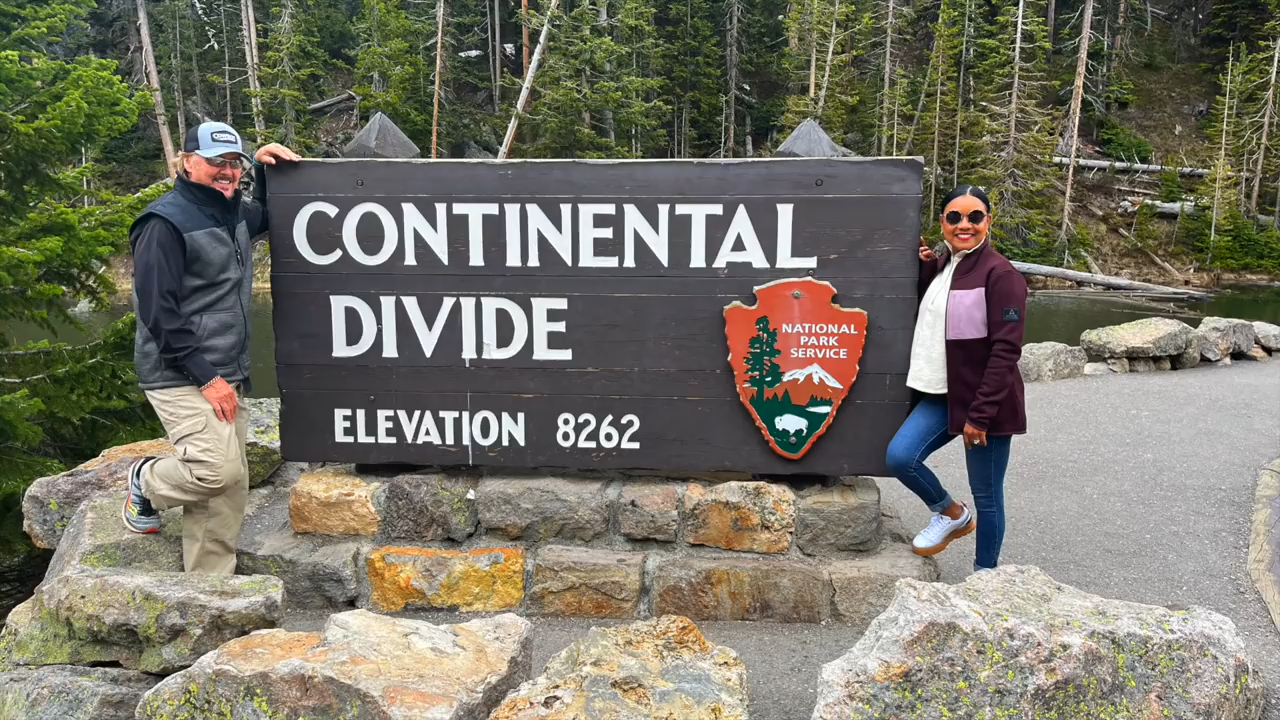 CONTINENTAL
DIVIDE
NATIONAL
PARK
SERVICE
ELEVATION 8262